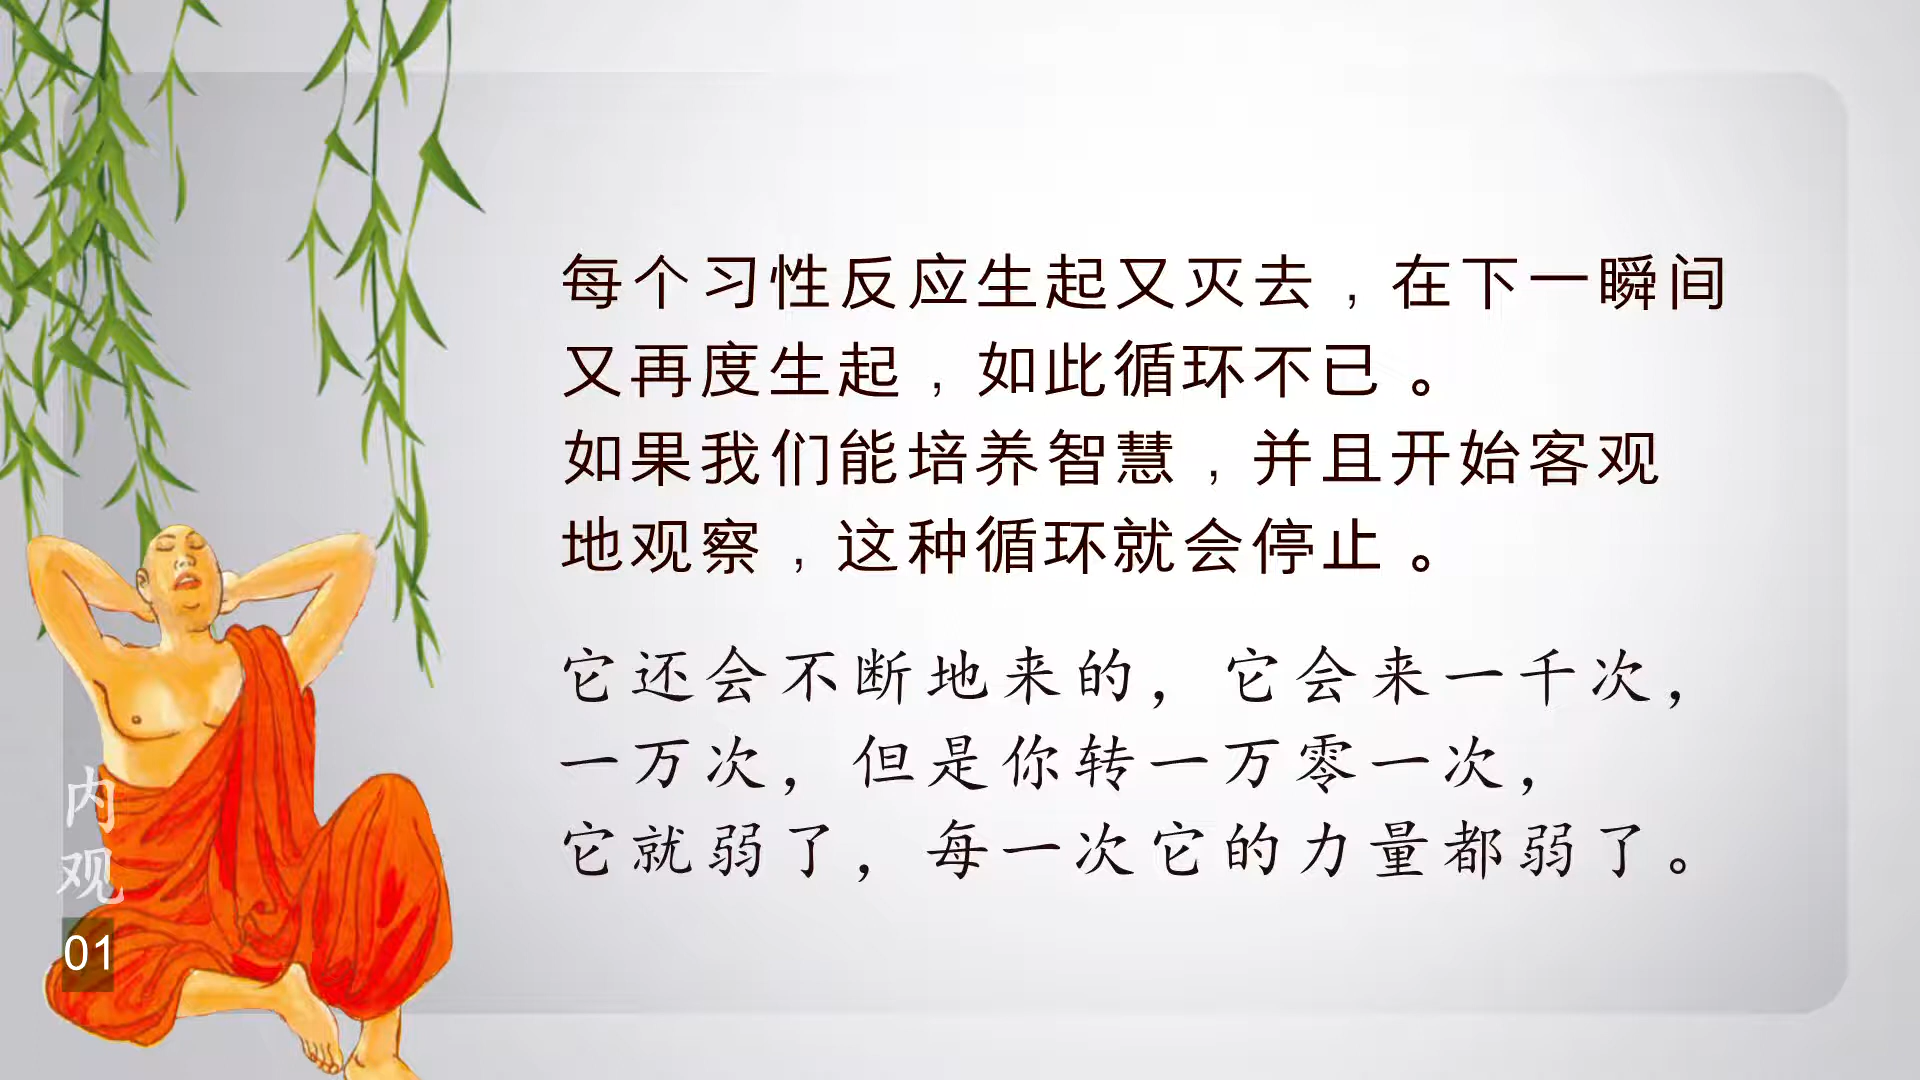 每个习性反应生起又灭去，在下一瞬间
又再度生起，如此循环不已。
如果我们能培养智慧，并且开始客观
地观察，这种循环就会停止。
它还会不断地来的，它会来一千次，
一万次，但是你转一万零一次，
它就弱了，每一次它的力量都弱了。
内观
01